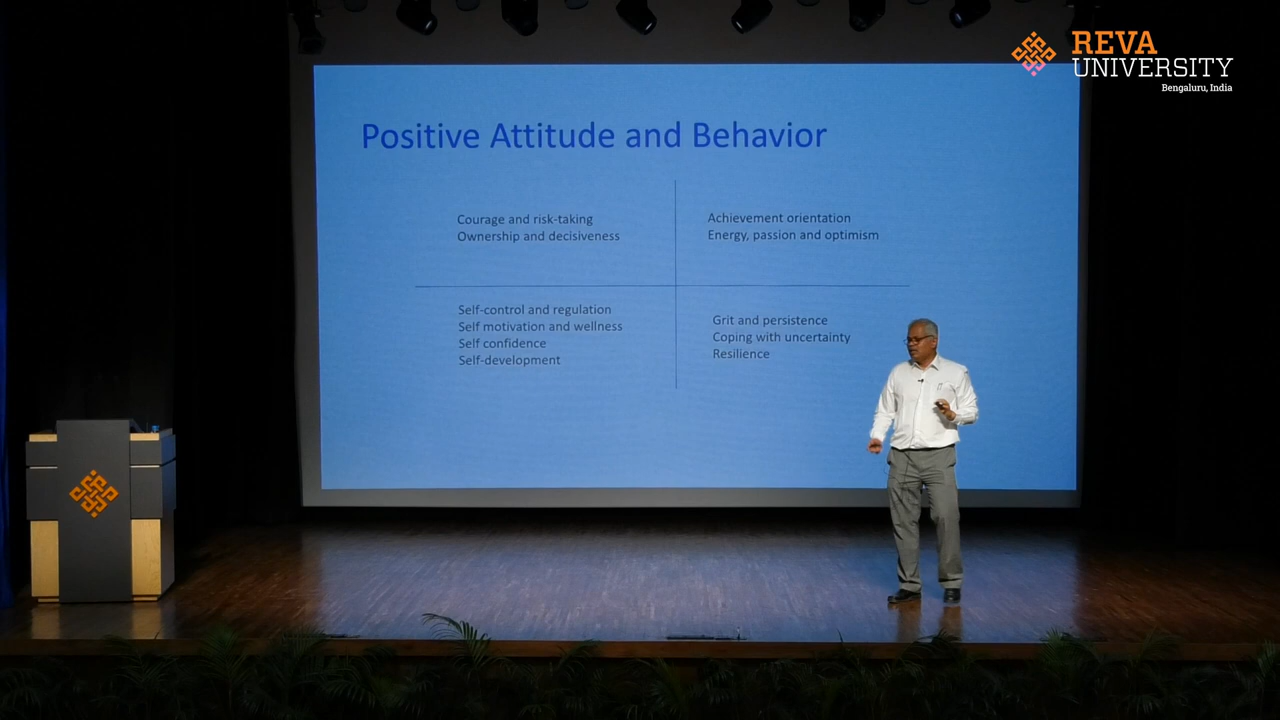 REVA
UNIVERSITY
Bengaluru, India
Positive Attitude and Behavior
Courage and risk-taking
Ownership and decisiveness
Achievement orientation
Energy, passion and optimism
Self-control and regulation
Self motivation and wellness
Self confidence
Self-development
Grit and persistence
Coping with uncertainty
Resilience